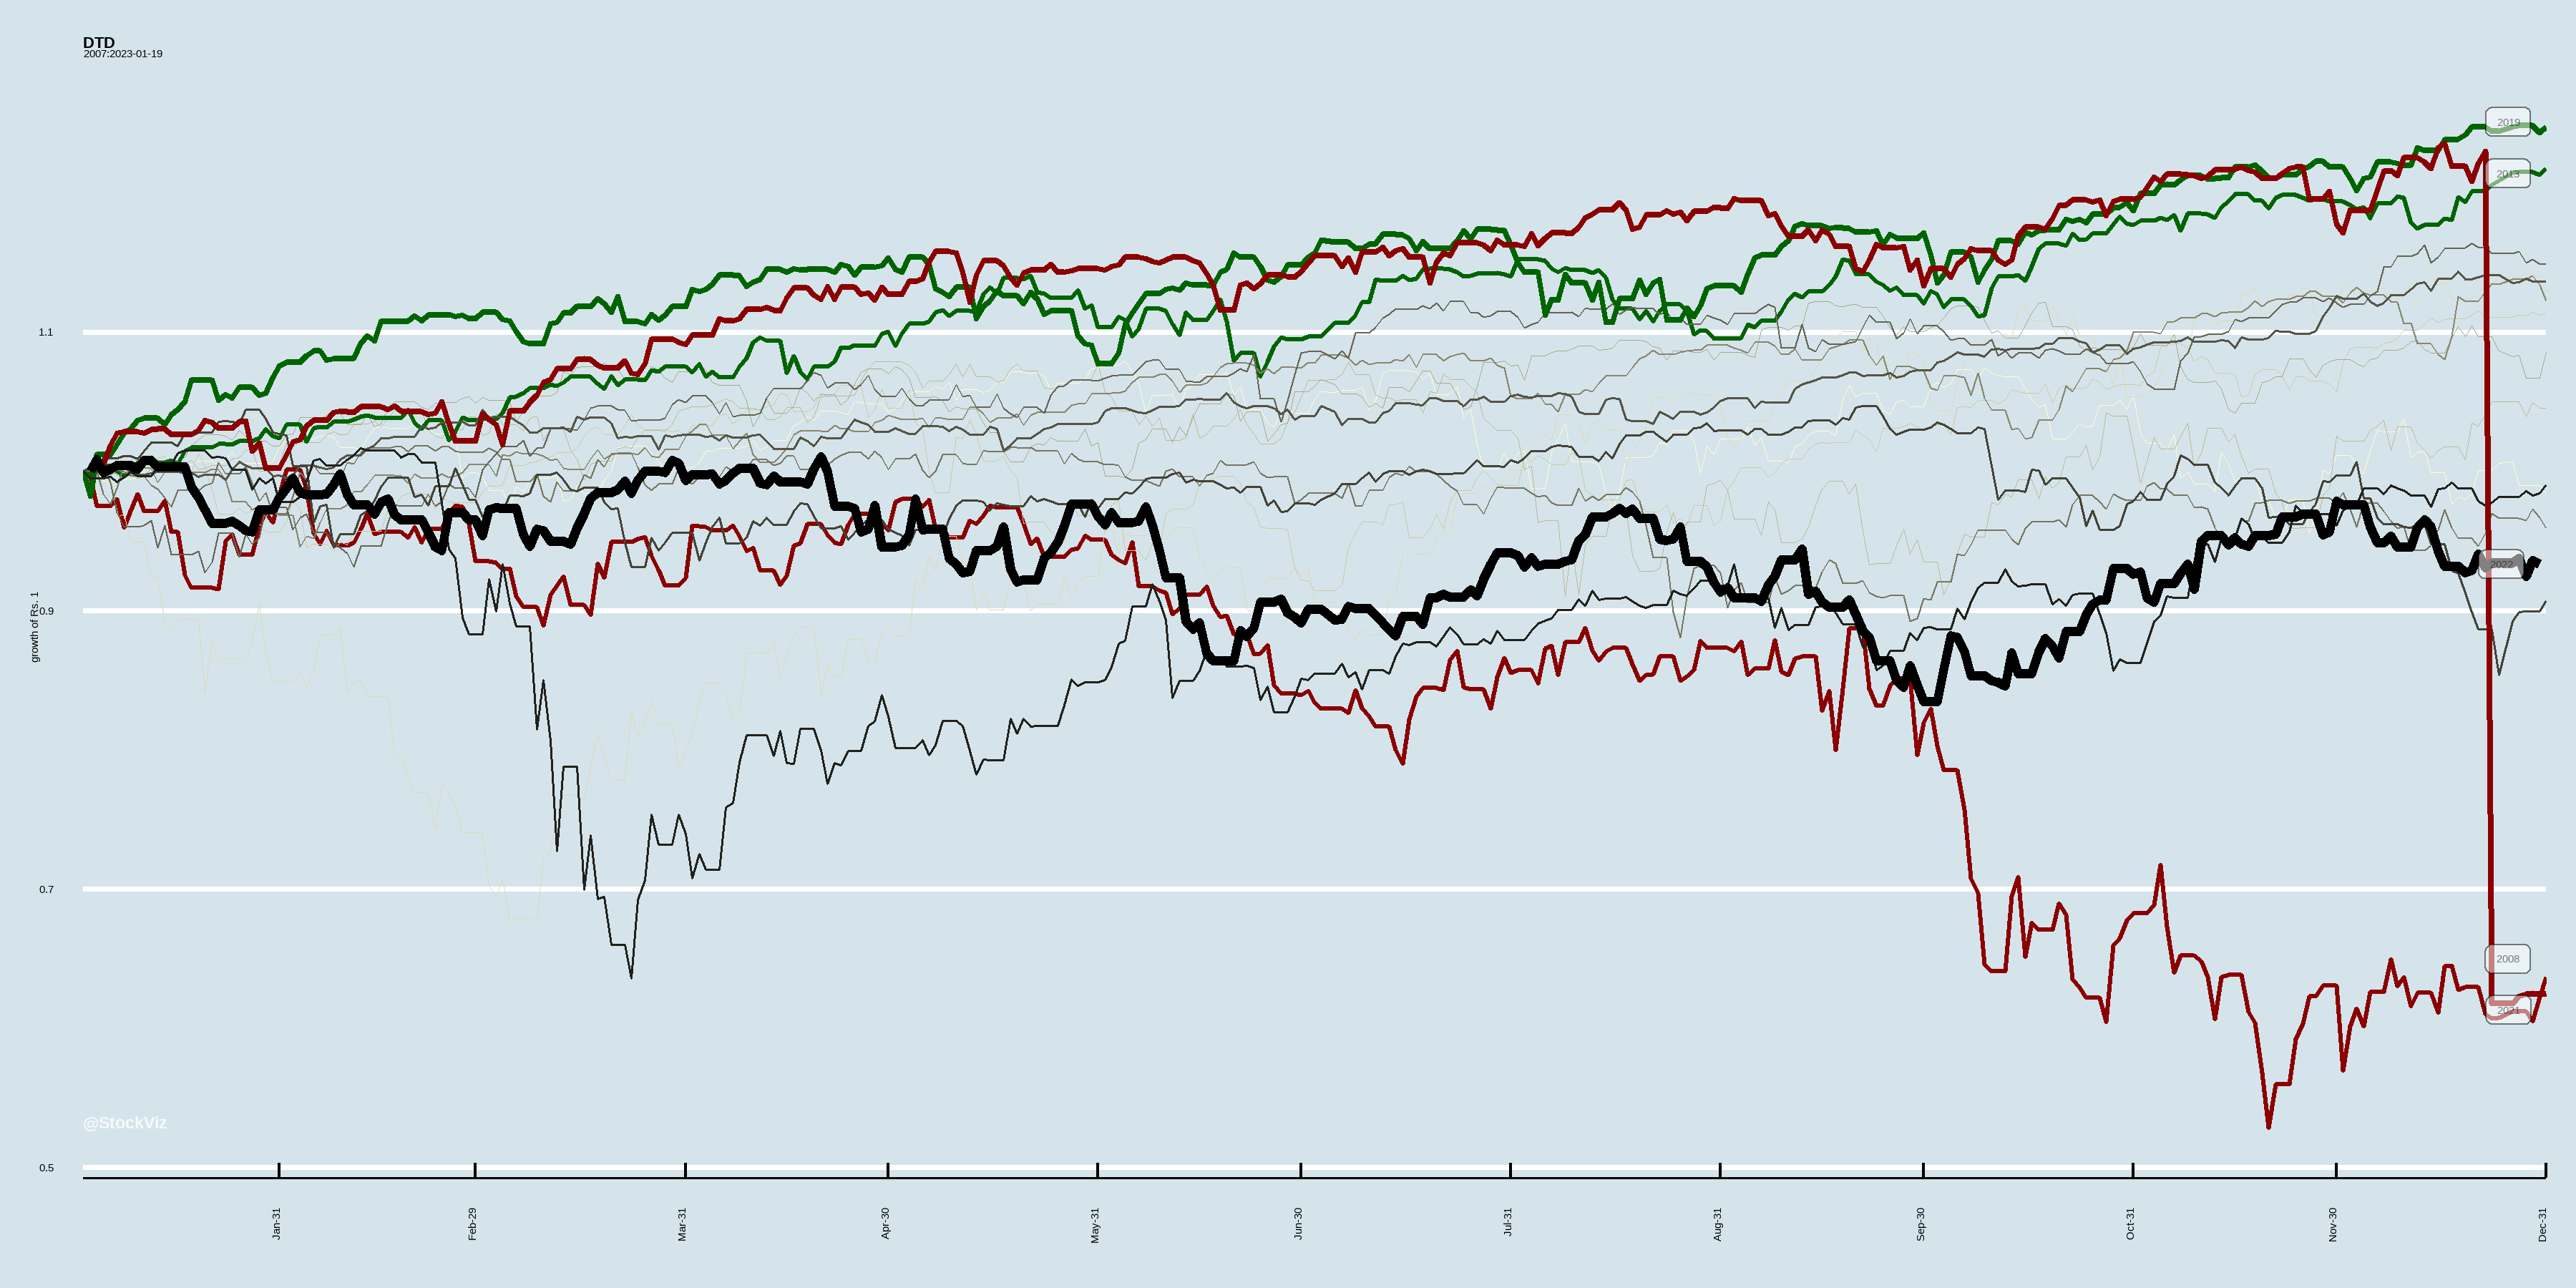 DTD
2007:2023-01-19
2019
2013
1.1
2022
0.9
growth of Rs. 1
0.7
2008
2021
@StockViz
0.5
Jan-31
Feb-29
Mar-31
Apr-30
May-31
Jun-30
Jul-31
Aug-31
Sep-30
Oct-31
Nov-30
Dec-31